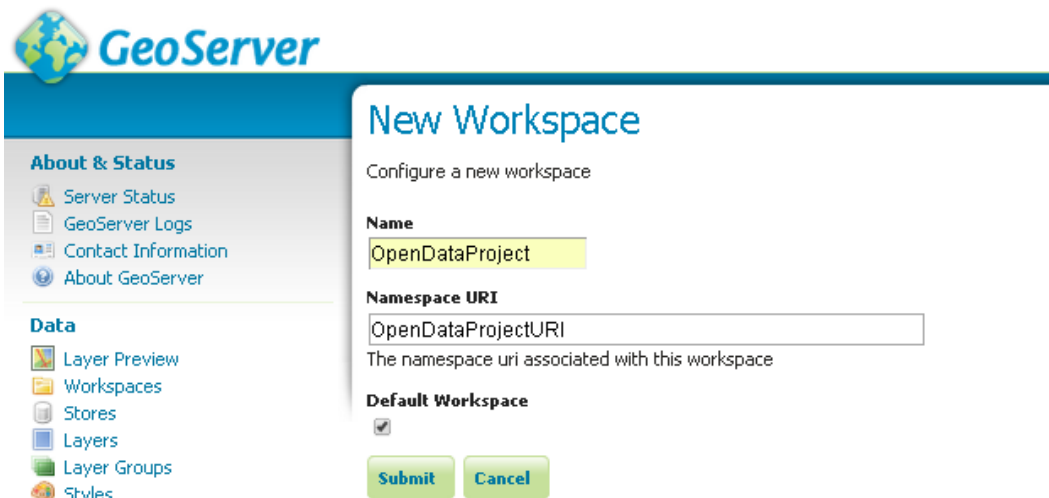 GeoServer
About & Status
Server Status
GeoServer Logs
Contact Information
About GeoServer
Data
Layer Preview
Workspaces
Stores
Layers
Layer Groups
Styles
New Workspace
Configure a new workspace
Name
OpenDataProject
Namespace URI
OpenDataProjectURI
The namespace uri associated with this workspace
Default Workspace
Submit Cancel